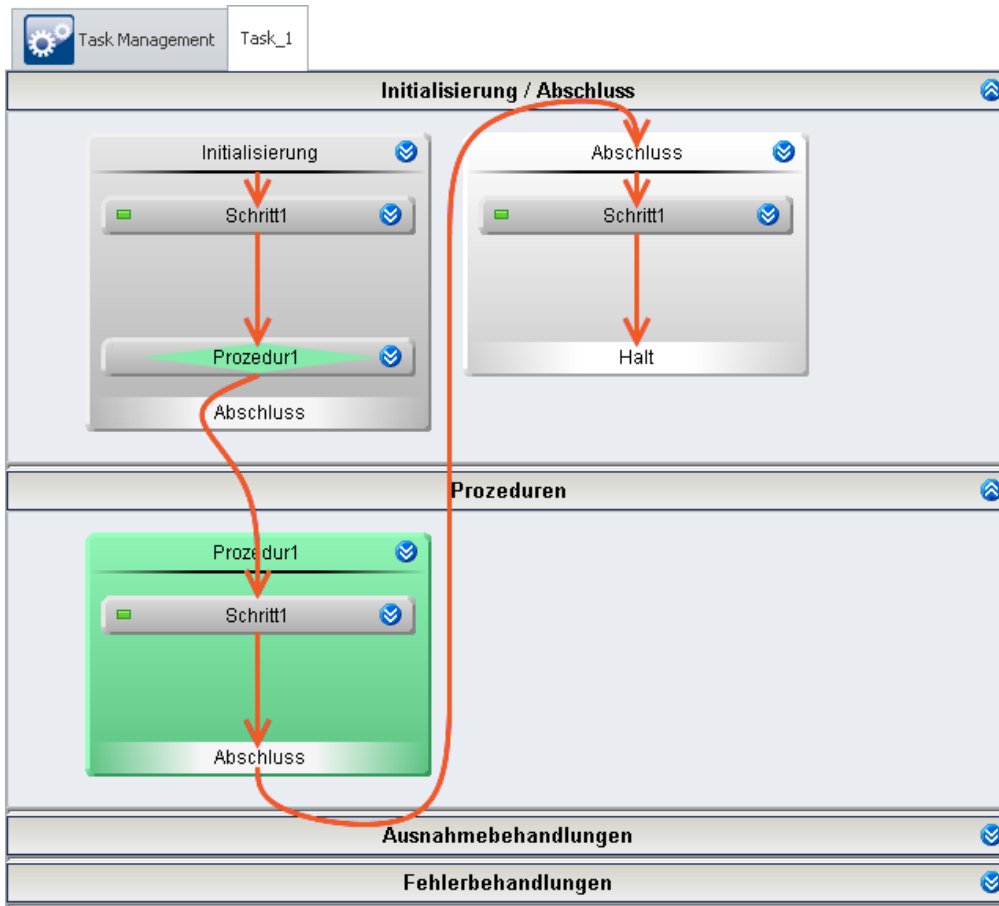 Task Management
Task_1
Initialisierung / Abschluss
Initialisierung
Schritt1
Prozedur1
Abschluss
Abschluss
Schritt1
Halt
Prozeduren
Prozedur1
Schritt1
Abschluss
Ausnahmebehandlungen
Fehlerbehandlungen